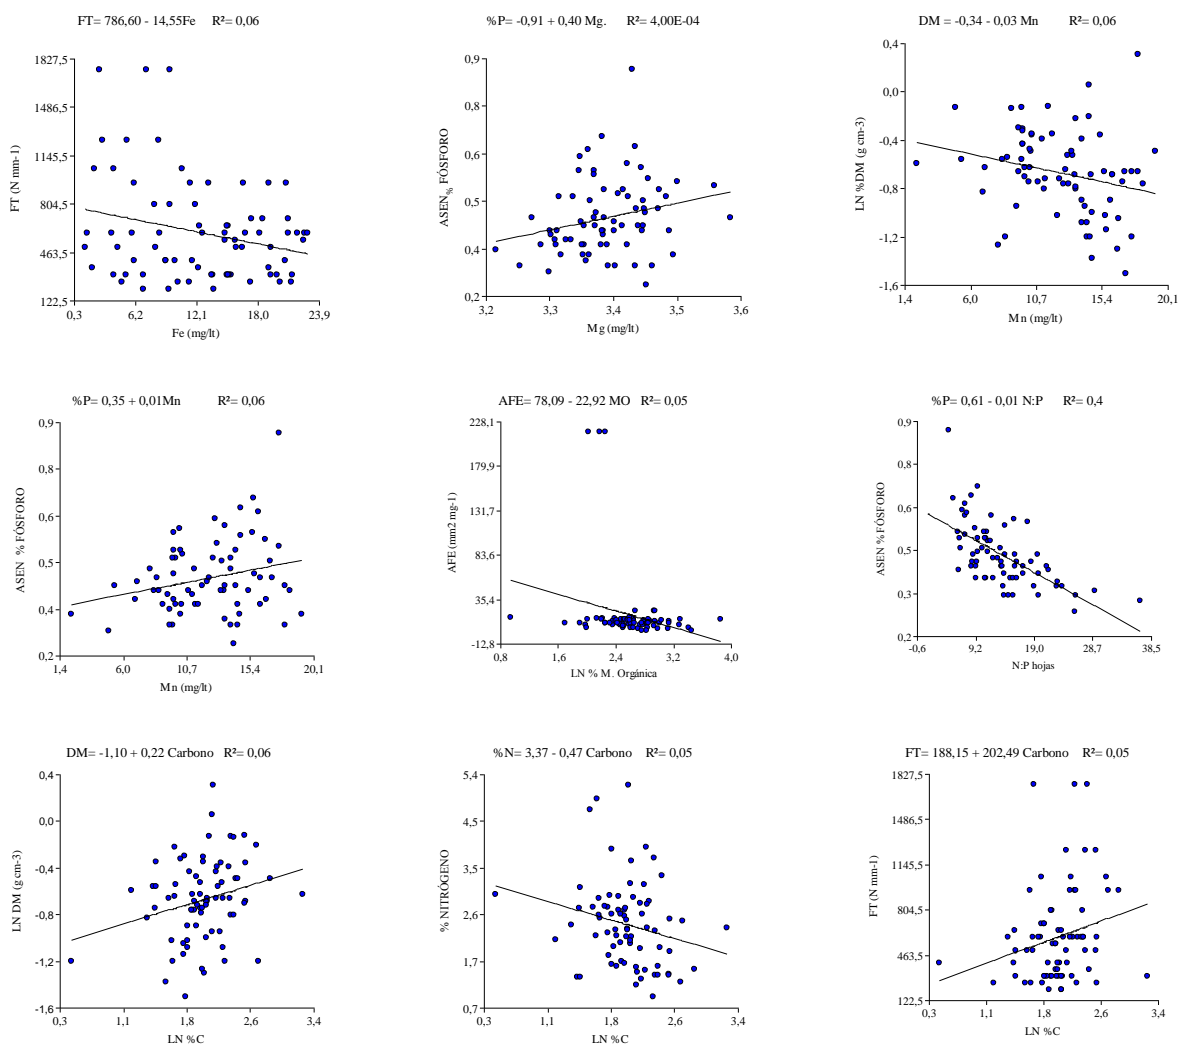 FT= 786,60 - 14,55Fe R²= 0,06
1827,5
1486,5
1145,5
804,5
463,5
122,5
FT (N mm-1)
0,3 6,2 12,1 18,0 23,9
Fe (mg/lt)
%P= -0,91 + 0,40 Mg. R²= 4,00E-04
0,9
0,8
0,6
0,5
0,4
0,2
ASEN % FÓSFORO
3,2 3,3 3,4 3,5 3,6
Mg (mg/lt)
DM = -0,34 - 0,03 Mn R²= 0,06
0,4
0,0
-0,4
-0,8
-1,2
-1,6
LN %DM (g cm-3)
1,4 6,0 10,7 15,4 20,1
Mn (mg/lt)
%P= 0,35 + 0,01Mn R²= 0,06
0,9
0,8
0,6
0,5
0,4
0,2
ASEN % FÓSFORO
1,4 6,0 10,7 15,4 20,1
Mn (mg/lt)
AFE= 78,09 - 22,92 MO R²= 0,05
228,1
179,9
131,7
83,6
35,4
-12,8
AFE (mm2 mg-1)
0,8 1,6 2,4 3,2 4,0
LN % M. Orgánica
%P= 0,61 - 0,01 N:P R²= 0,4
0,9
0,8
0,6
0,5
0,3
0,2
ASEN % FÓSFORO
-0,6 9,2 19,0 28,7 38,5
N:P hojas
DM= -1,10 + 0,22 Carbono R²= 0,06
0,4
0,0
-0,4
-0,8
-1,2
-1,6
LN DM (g cm-3)
0,3 1,1 1,8 2,6 3,4
LN %C
%N= 3,37 - 0,47 Carbono R²= 0,05
5,4
4,5
3,5
2,6
1,7
0,7
% NITRÓGENO
0,3 1,1 1,8 2,6 3,4
LN %C
FT= 188,15 + 202,49 Carbono R²= 0,05
1827,5
1486,5
1145,5
804,5
463,5
122,5
FT (N mm-1)
0,3 1,1 1,8 2,6 3,4
LN %C